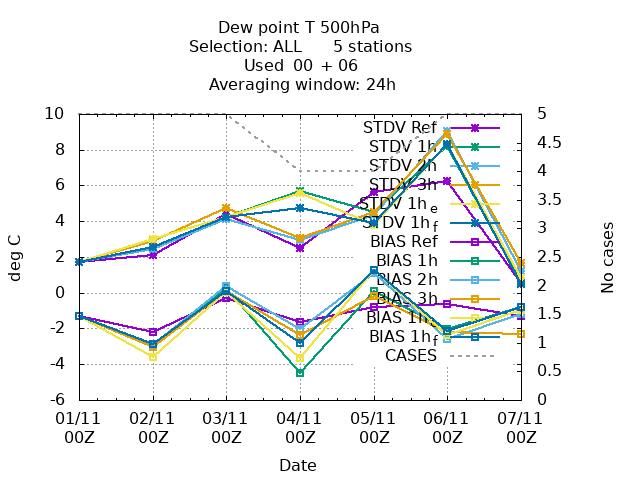 Dew point T 500hPa
Selection: ALL 5 stations
Used 00 + 06
Averaging window: 24h
10
8
6
4
2
0
-2
-4
-6
deg C
5
4.5
4
3.5
3
2.5
2
1.5
1
0.5
0
No cases
STDV Ref
STDV 1h
STDV 2h
STDV 3h
STDV 1h e
STDV 1h f
BIAS Ref
BIAS 1h
BIAS 2h
BIAS 3h
BIAS 1h e
BIAS 1h f
CASES
01/11 02/11 03/11 04/11 05/11 06/11 07/11
00Z 00Z 00Z 00Z 00Z 00Z 00Z
Date